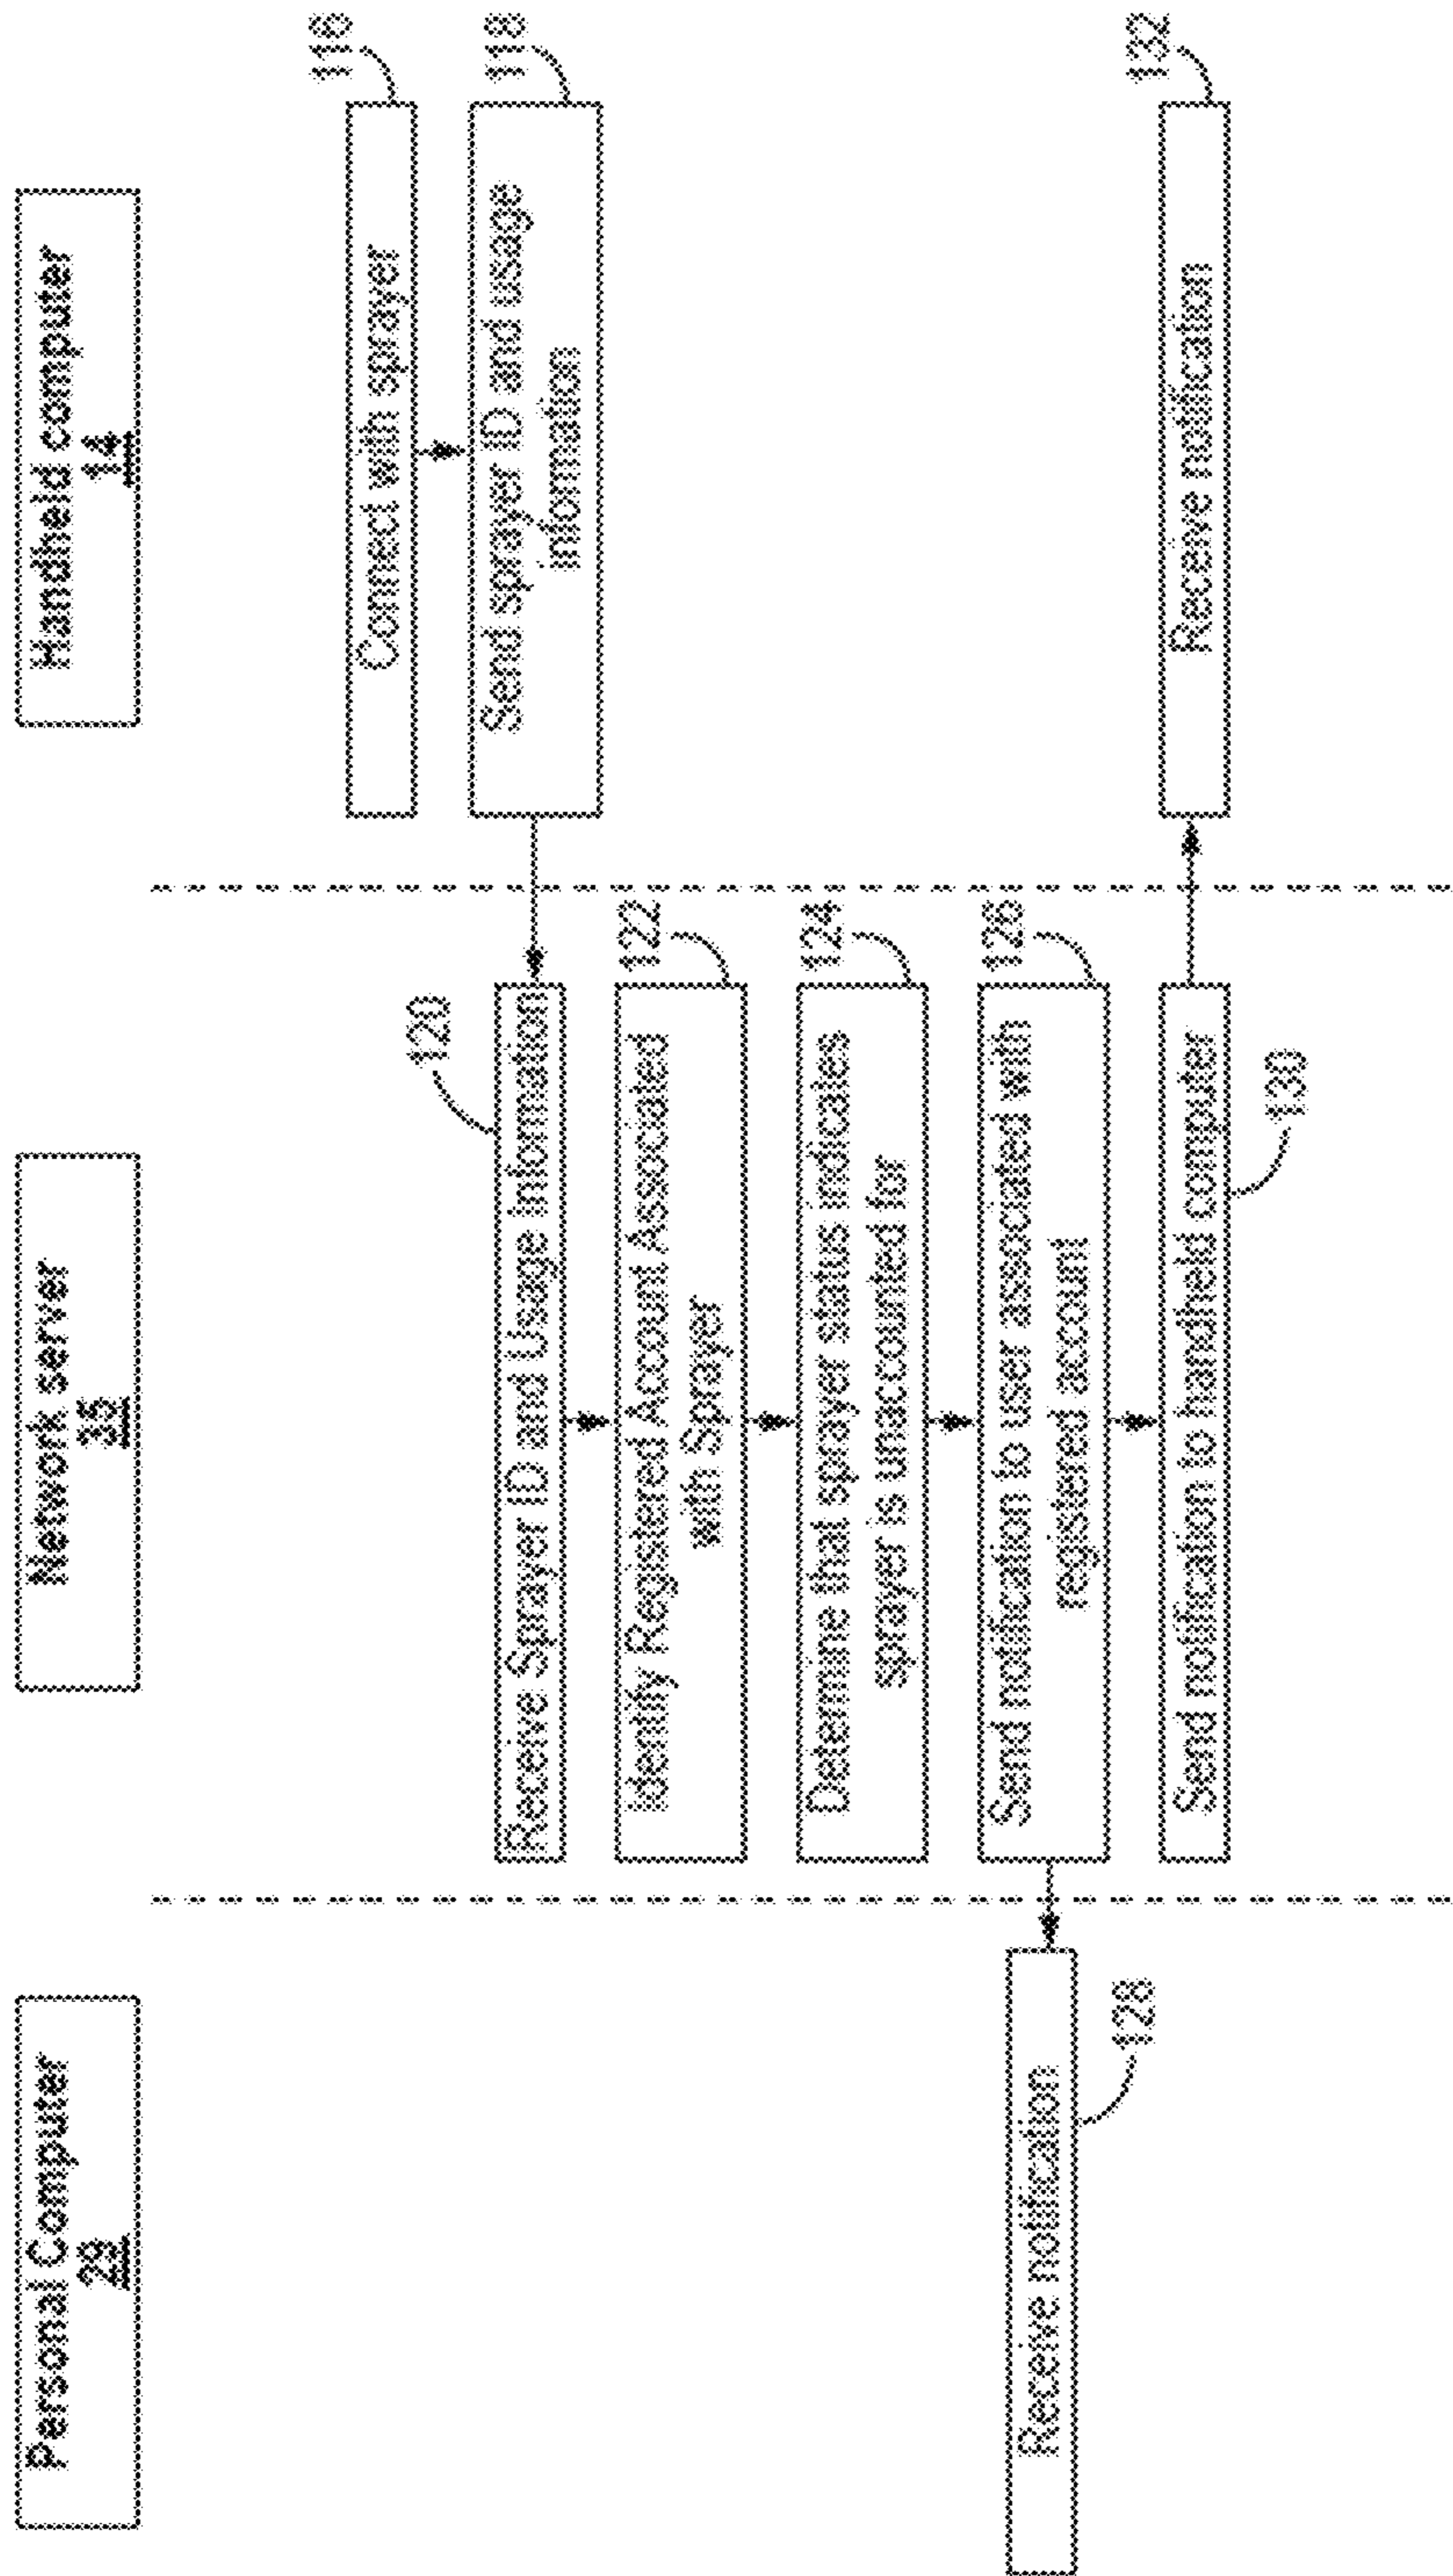 Personal Computer
29
Network server
35
Handheld computer
14
116
Connect with sprayer
118
Send sprayer ID and usage
information
120
Receive Sprayer ID and Usage Information
122
Identify Registered Account Associated
with Sprayer
124
Determine that sprayer status indicates
sprayer is unaccounted for
126
Send notification to user associated with
registered account
Receive notification
128
Send notification to handheld computer
130
132
Receive notification